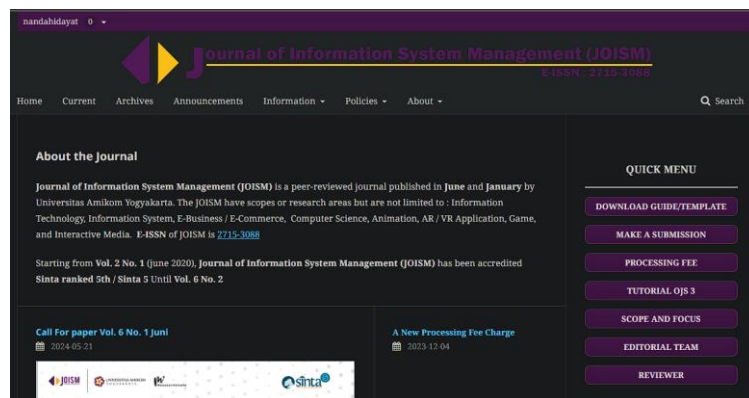 nandahidayat 0
Journal of Information System Management (JOISM)
E-ISSN : 2715-3088
Home Current Archives Announcements Information Policies About Search
About the Journal
Journal of Information System Management (JOISM) is a peer-reviewed journal published in June and January by
Universitas Amikom Yogyakarta. The JOISM have scopes or research areas but are not limited to : Information
Technology, Information System, E-Business / E-Commerce, Computer Science, Animation, AR / VR Application, Game,
and Interactive Media. E-ISSN of JOISM is 2715-3088
Starting from Vol. 2 No. 1 (june 2020), Journal of Information System Management (JOISM) has been accredited
Sinta ranked 5th / Sinta 5 Until Vol. 6 No. 2
Call For paper Vol. 6 No. 1 Juni
2024-05-21
JOISM UNIVERSITAS AMIKOM
sinta
A New Processing Fee Charge
2023-12-04
QUICK MENU
DOWNLOAD GUIDE/TEMPLATE
MAKE A SUBMISSION
PROCESSING FEE
TUTORIAL OJS 3
SCOPE AND FOCUS
EDITORIAL TEAM
REVIEWER